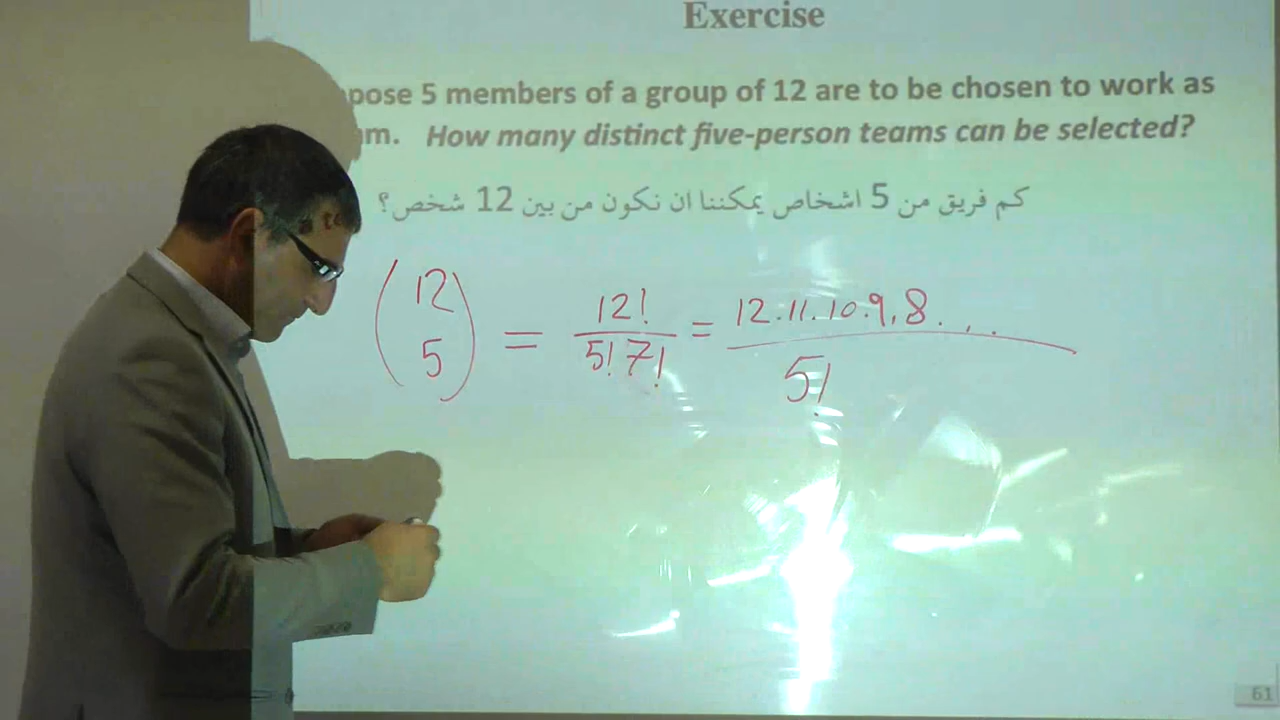 Exercise
pose 5 members of a group of 12 are to be chosen to work as
m. How many distinct five-person teams can be selected?
كم فريق من 5 اشخاص يمكننا ان نكون من بين 12 شخص؟
(12 5) = 12! / 5! 7! = 12.11.10.9.8. . . / 5!
61